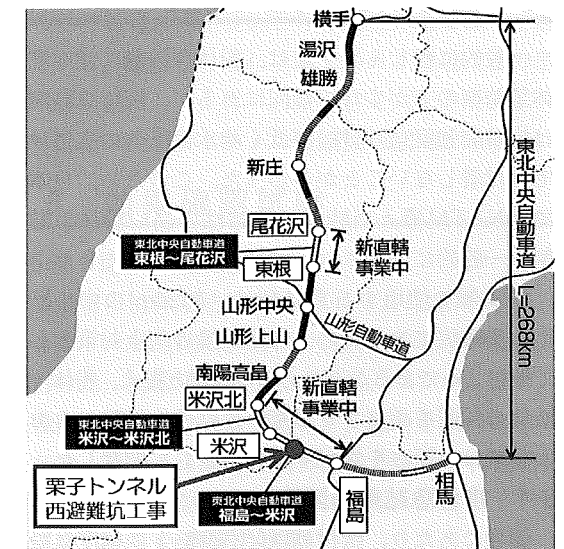 横手
湯沢
雄勝
新庄
尾花沢
東北中央自動車道
東根～尾花沢
東根
新直轄
事業中
山形中央
山形自動車道
山形上山
南陽高畠
新直轄
事業中
米沢北
東北中央自動車道
米沢～米沢北
米沢
栗子トンネル
西避難坑工事
東北中央自動車道
福島～米沢
福島
相馬
東北中央自動車道 L=268km